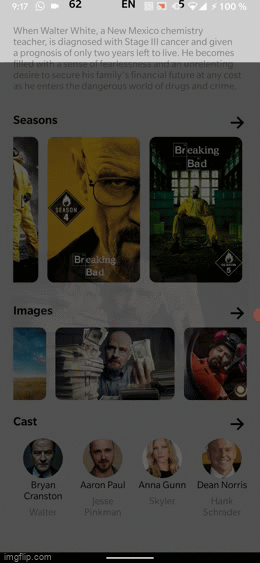 9:17 62 EN 5 100 %
When Walter White, a New Mexico chemistry
teacher, is diagnosed with Stage III cancer and given
a prognosis of only two years left to live. He becomes
filled with a sense of fearlessness and an unrelenting
desire to secure his family's financial future at any cost
as he enters the dangerous world of drugs and crime.
Seasons
SEASON
4
Breaking
Bad
Breaking
Bad
SEASON
5
Images
Cast
Bryan
Cranston
Walter
Aaron Paul
Jesse
Pinkman
Anna Gunn
Skyler
Dean Norris
Hank
Schrader
imgflip.com